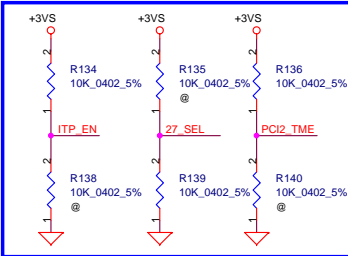 +3VS +3VS +3VS
2 2 2
R134 R135 R136
10K_0402_5% 10K_0402_5% 10K_0402_5%
@
1 1 1
ITP_EN 27_SEL PCI2_TME
2 2 2
R138 R139 R140
10K_0402_5% 10K_0402_5% 10K_0402_5%
@ @
1 1 1